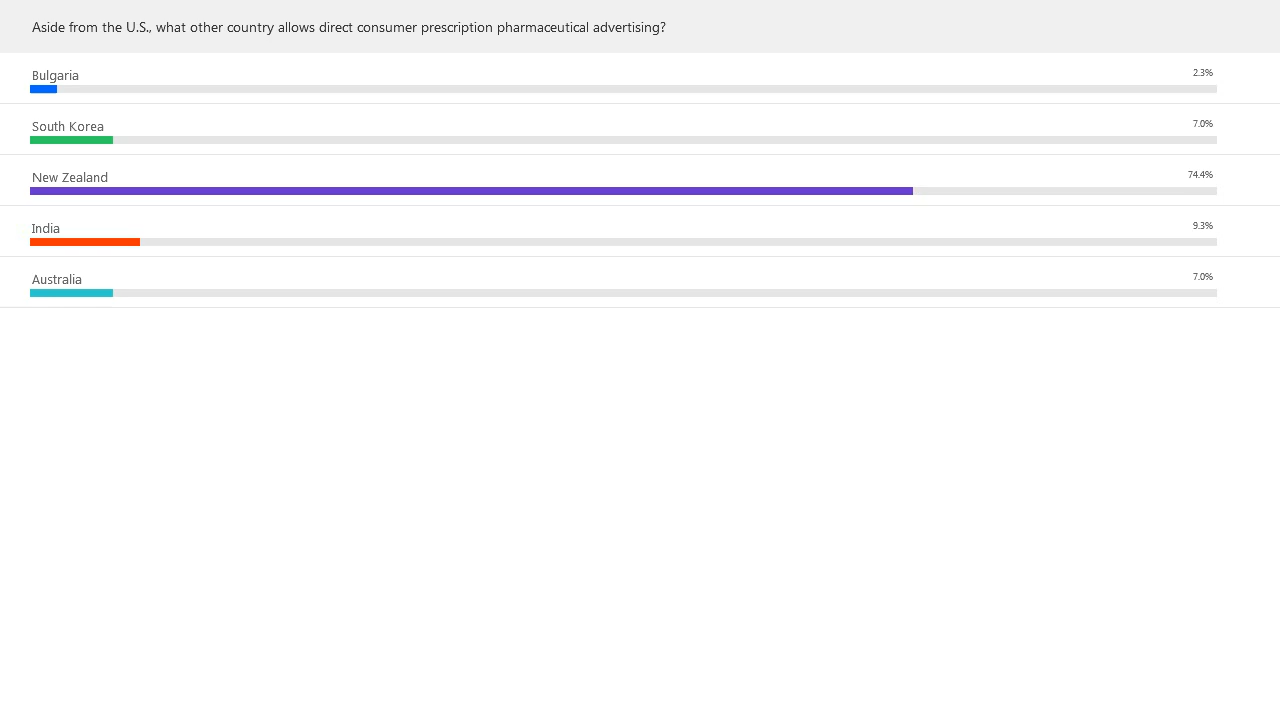 Aside from the U.S., what other country allows direct consumer prescription pharmaceutical advertising?
Bulgaria 2.3%
South Korea 7.0%
New Zealand 74.4%
India 9.3%
Australia 7.0%